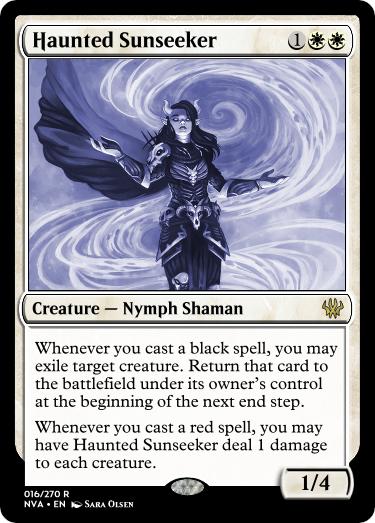 Haunted Sunseeker 1
Creature — Nymph Shaman
Whenever you cast a black spell, you may
exile target creature. Return that card to
the battlefield under its owner's control
at the beginning of the next end step.
Whenever you cast a red spell, you may
have Haunted Sunseeker deal 1 damage
to each creature.
1/4
016/270 R
NVA • EN Sara Olsen